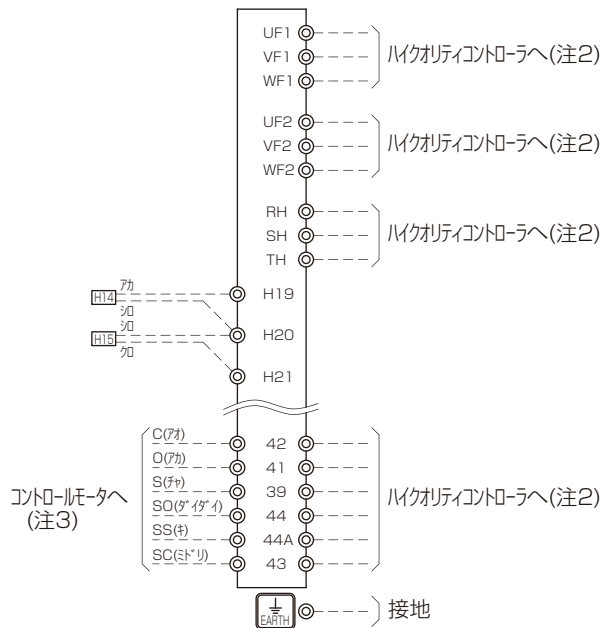 UF1
VF1
WF1
ハイクオリティコントローラへ(注2)
UF2
VF2
WF2
ハイクオリティコントローラへ(注2)
RH
SH
TH
ハイクオリティコントローラへ(注2)
H14
アカ
シロ
H15
シロ
クロ
H19
H20
H21
コントロールモータへ
(注3)
C(アオ)
O(アカ)
S(チャ)
SO(ダイダイ)
SS(キ)
SC(ミドリ)
42
41
39
44
44A
43
ハイクオリティコントローラへ(注2)
EARTH
接地